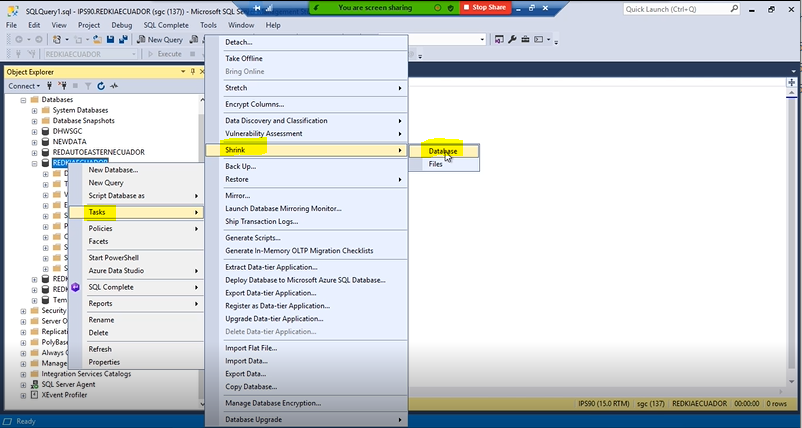 SQLQuery1.sql - IPS90.REDKIAECUADOR (sgc (137)) - Microsoft SQL Server
You are screen sharing
Stop Share
Quick Launch (Ctrl+Q)
File Edit View Project Debug SQL Complete Tools Window Help
New Query
REDKIAECUADOR
Execute
Object Explorer
Connect
Databases
System Databases
Database Snapshots
DHWSGC
NEWDATA
REDAUTOEASTERNECUADOR
REDKIAECUADOR
Security
Server O
Replicati
PolyBase
Always O
Manage
Integration Services Catalogs
SQL Server Agent
XEvent Profiler
New Database...
New Query
Script Database as
Tasks
Policies
Facets
Start PowerShell
Azure Data Studio
SQL Complete
Reports
Rename
Delete
Refresh
Properties
Detach...
Take Offline
Bring Online
Stretch
Encrypt Columns...
Data Discovery and Classification
Vulnerability Assessment
Shrink
Back Up...
Restore
Mirror...
Launch Database Mirroring Monitor...
Ship Transaction Logs...
Generate Scripts...
Generate In-Memory OLTP Migration Checklists
Extract Data-tier Application...
Deploy Database to Microsoft Azure SQL Database...
Export Data-tier Application...
Register as Data-tier Application...
Upgrade Data-tier Application...
Delete Data-tier Application...
Import Flat File...
Import Data...
Export Data...
Copy Database...
Manage Database Encryption...
Database Upgrade
Database
Files
IPS90 (15.0 RTM) sgc (137) REDKIAECUADOR 00:00:00 0 rows
Ready